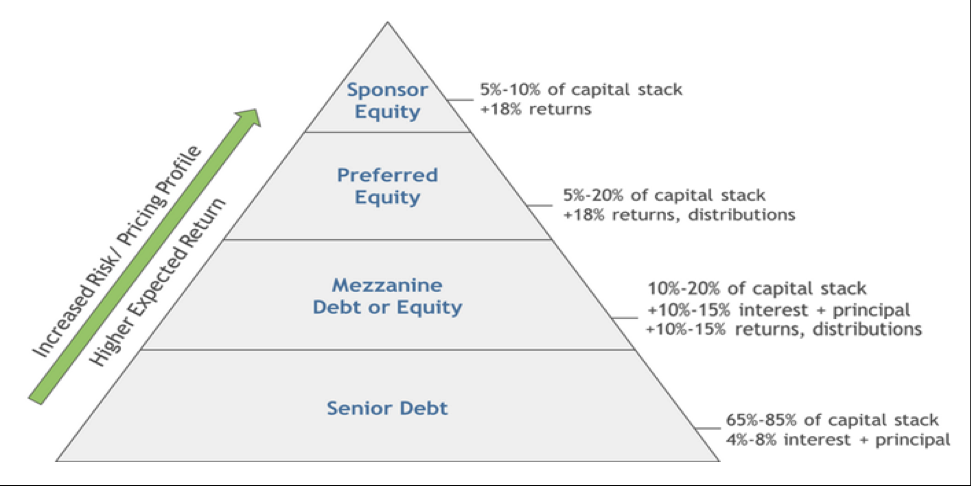 Sponsor
Equity
5%-10% of capital stack
+18% returns
Preferred
Equity
5%-20% of capital stack
+18% returns, distributions
Mezzanine
Debt or Equity
10%-20% of capital stack
+10%-15% interest + principal
+10%-15% returns, distributions
Senior Debt
65%-85% of capital stack
4%-8% interest + principal
Increased Risk/ Pricing Profile
Higher Expected Return